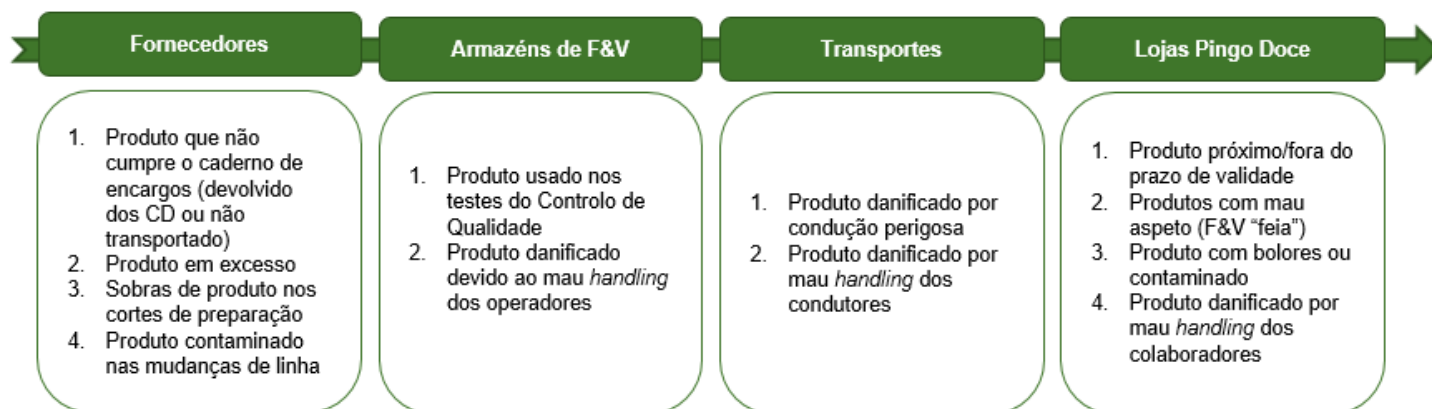 Fornecedores
1. Produto que não
cumpre o caderno de
encargos (devolvido
dos CD ou não
transportado)
2. Produto em excesso
3. Sobras de produto nos
cortes de preparação
4. Produto contaminado
nas mudanças de linha
Armazéns de F&V
1. Produto usado nos
testes do Controlo de
Qualidade
2. Produto danificado
devido ao mau handling
dos operadores
Transportes
1. Produto danificado por
condução perigosa
2. Produto danificado por
mau handling dos
condutores
Lojas Pingo Doce
1. Produto próximo/fora do
prazo de validade
2. Produtos com mau
aspeto (F&V “feia”)
3. Produto com bolores ou
contaminado
4. Produto danificado por
mau handling dos
colaboradores